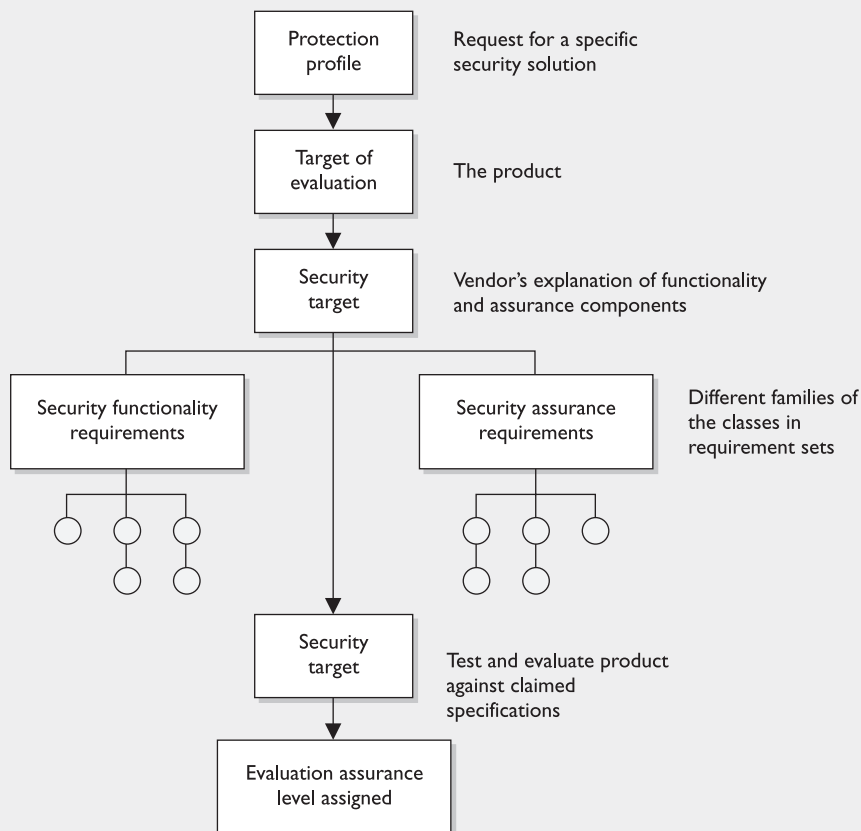 Protection
profile
Request for a specific
security solution
Target of
evaluation
The product
Security
target
Vendor’s explanation of functionality
and assurance components
Security functionality
requirements
Security assurance
requirements
Different families of
the classes in
requirement sets
Security
target
Test and evaluate product
against claimed
specifications
Evaluation assurance
level assigned